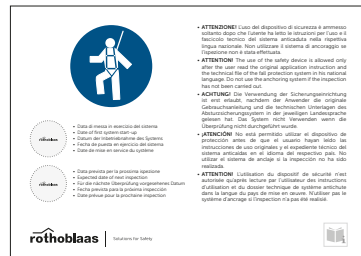 • ATTENZIONE! L'uso del dispositivo di sicurezza è ammesso
soltanto dopo che l'utente ha letto le istruzioni per l'uso e il
fascicolo tecnico del sistema anticaduta nella rispettiva
lingua nazionale. Non utilizzare il sistema di ancoraggio se
l'ispezione non è stata effettuata.
• ATTENTION! The use of the safety device is allowed only
after the user read the original application instruction and
the technical file of the fall protection system in his national
language. Do not use the anchoring system if the inspection
has not been carried out.
• ACHTUNG! Die Verwendung der Sicherungseinrichtung
ist erst erlaubt, nachdem der Anwender die originale
Gebrauchsanleitung und die technischen Unterlagen des
Absturzsicherungssystem in der jeweiligen Landessprache
gelesen hat. Das System nicht Verwenden wenn die
Überprüfung nicht durchgeführt wurde.
• ¡ATENCIÓN! No está permitido utilizar el dispositivo de
protección antes de que el usuario hayan leído las
instrucciones de uso originales y el expediente técnico del
sistema anticaídas en el idioma del respectivo país. No
utilizar el sistema de anclaje si la inspección no ha sido
realizada.
• ATTENTION! L'utilisation du dispositif de sécurité n'est
autorisée qu'après lecture par l'utilisateur des instructions
d'utilisation et du dossier technique de système antichute
dans la langue du pays de mise en œuvre. N'utiliser pas le
système d'ancrage si l'inspection n'a pas été realisé.
rothoblaas
• Data di messa in esercizio del sistema
• Date of first system start-up
• Datum der Inbetriebnahme des Systems
• Fecha de puesta en ejercicio del sistema
• Date de mise en service du système
rothoblaas
• Data prevista per la prossima ispezione
• Expected date of next inspection
• Für die nächste Überprüfung vorgesehenes Datum
• Fecha prevista para la próxima inspección
• Date prévue pour la prochaine inspection
rothoblaas
Solutions for Safety